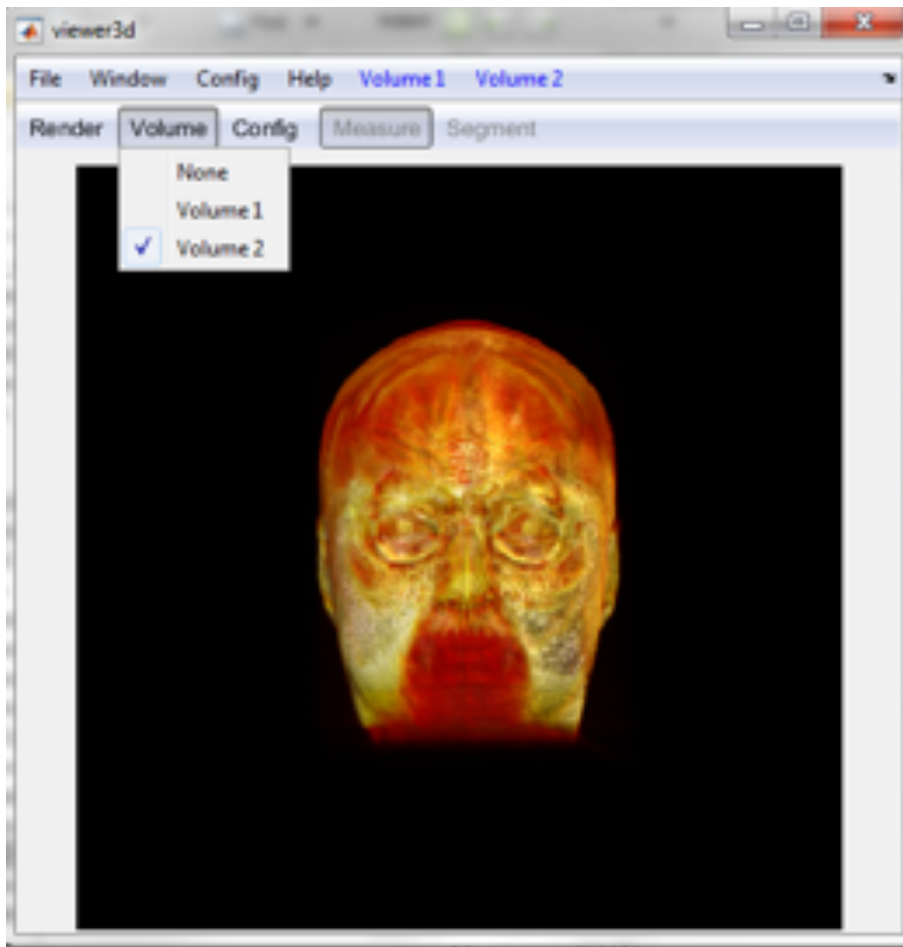 viewer3d
File Window Config Help Volume 1 Volume 2
Render Volume Config Measure Segment
None
Volume 1
Volume 2